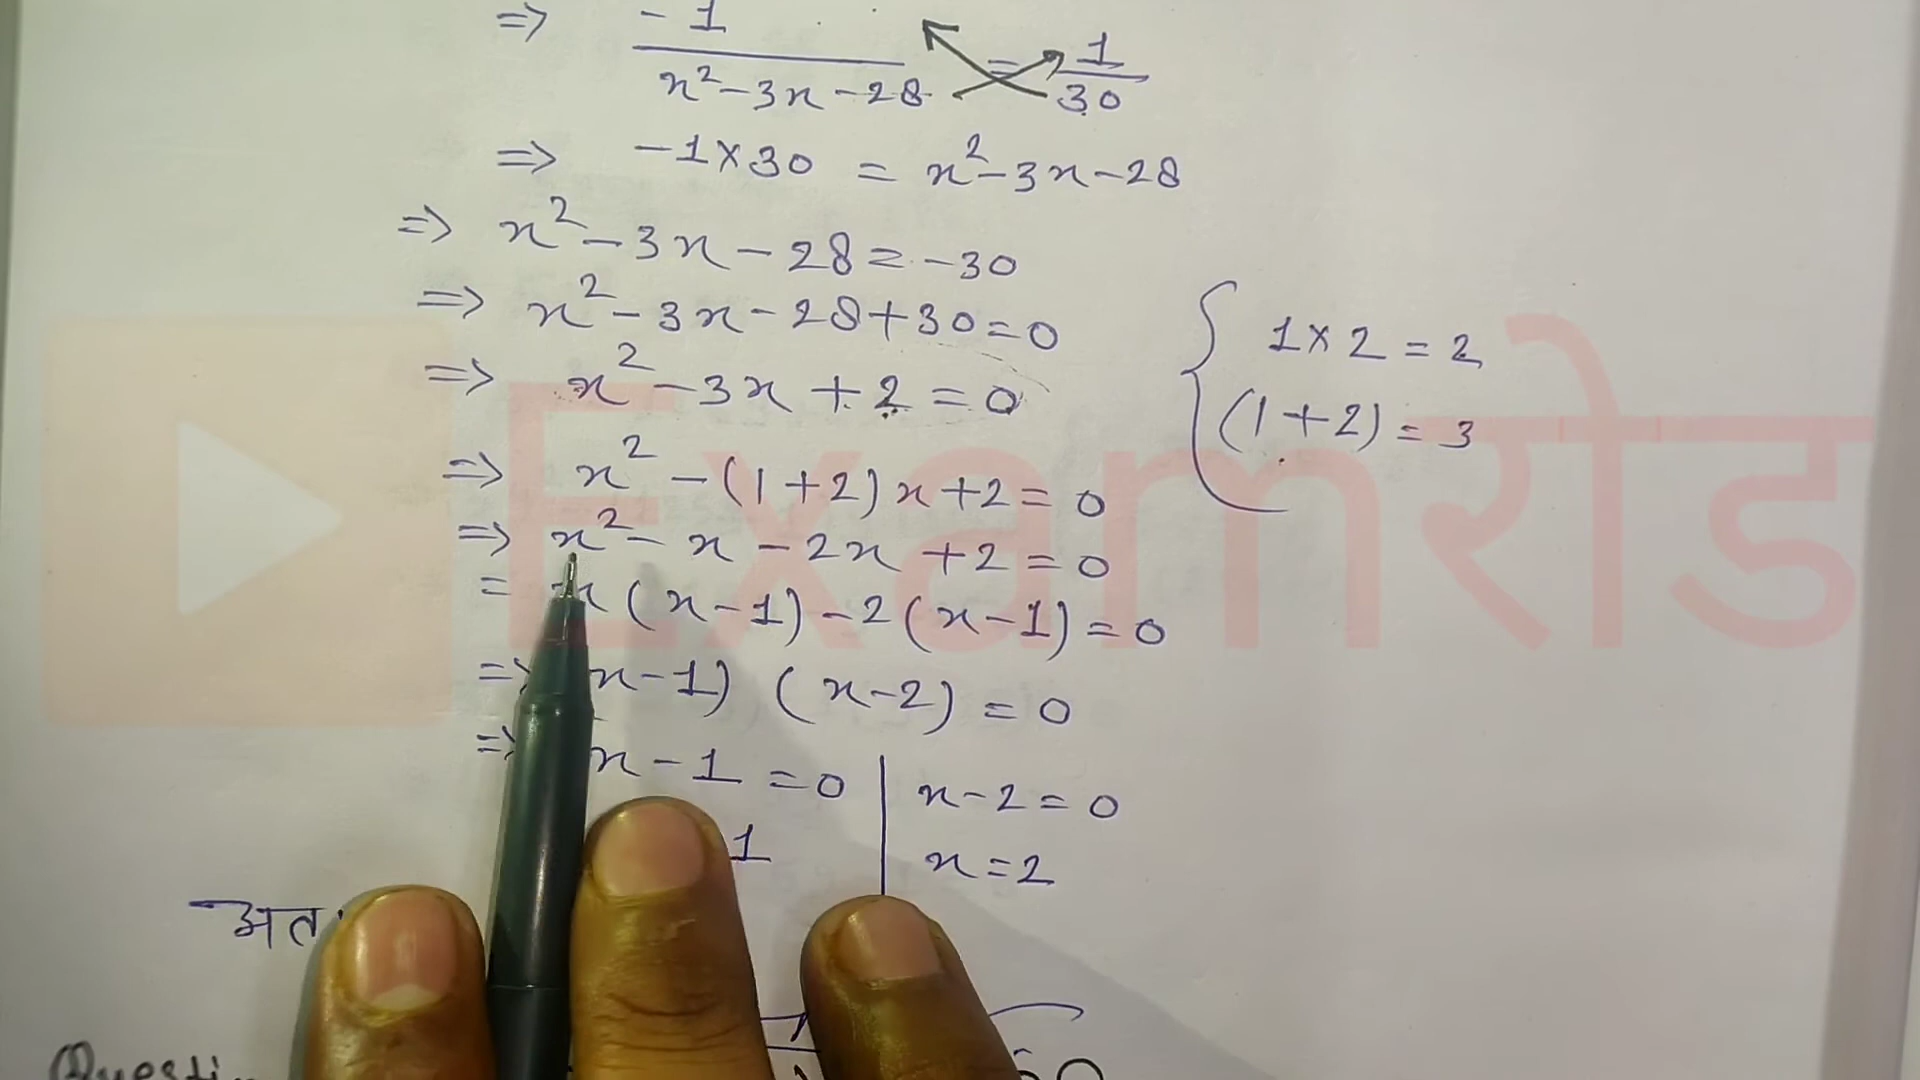 => - 1 / x² - 3x - 28 = 1 / 30
=> - 1 × 30 = x² - 3x - 28
=> x² - 3x - 28 = - 30
=> x² - 3x - 28 + 30 = 0
=> x² - 3x + 2 = 0
{ 1 × 2 = 2
(1 + 2) = 3
=> x² - (1 + 2) x + 2 = 0
=> x² - x - 2x + 2 = 0
= x (x - 1) - 2 (x - 1) = 0
=> x - 1) (x - 2) = 0
=> x - 1 = 0 | x - 2 = 0
1 | x = 2
अत
Examरोड